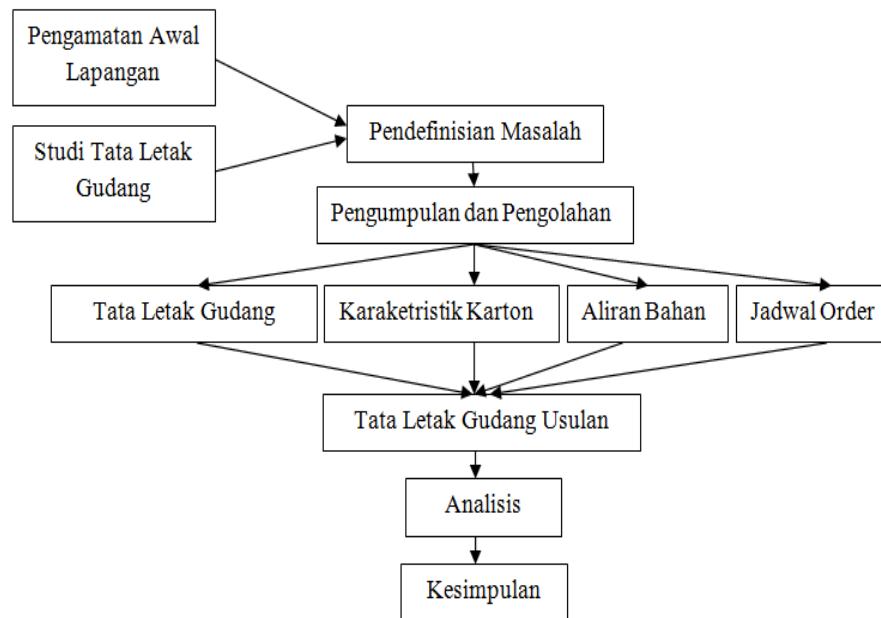 Pengamatan Awal
Lapangan
Studi Tata Letak
Gudang
Pendefinisian Masalah
Pengumpulan dan Pengolahan
Tata Letak Gudang
Karaketristik Karton
Aliran Bahan
Jadwal Order
Tata Letak Gudang Usulan
Analisis
Kesimpulan